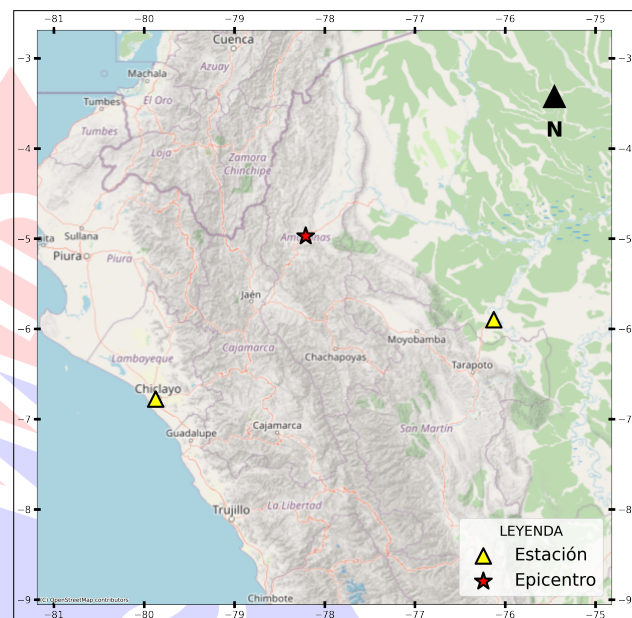 −81 −80 −79 −78 −77 −76 −75
Cuenca
−3 −3
Azuay
Machala
Tumbes El Oro
N
Tumbes
−4 −4
Loja
Zamora
Chinchipe
Sullana
−5 −5
Piura Piura
Jaén
−6 −6
Moyobamba
Cajamarca
Lambayeque Chachapoyas
Tarapoto
Chiclayo
−7 −7
Guadalupe Cajamarca
San Martín
−8 −8
Trujillo La Libertad
LEYENDA
Estación
Epicentro
Chimbote
−9 −9
(C) OpenStreetMap contributors
−81 −80 −79 −78 −77 −76 −75